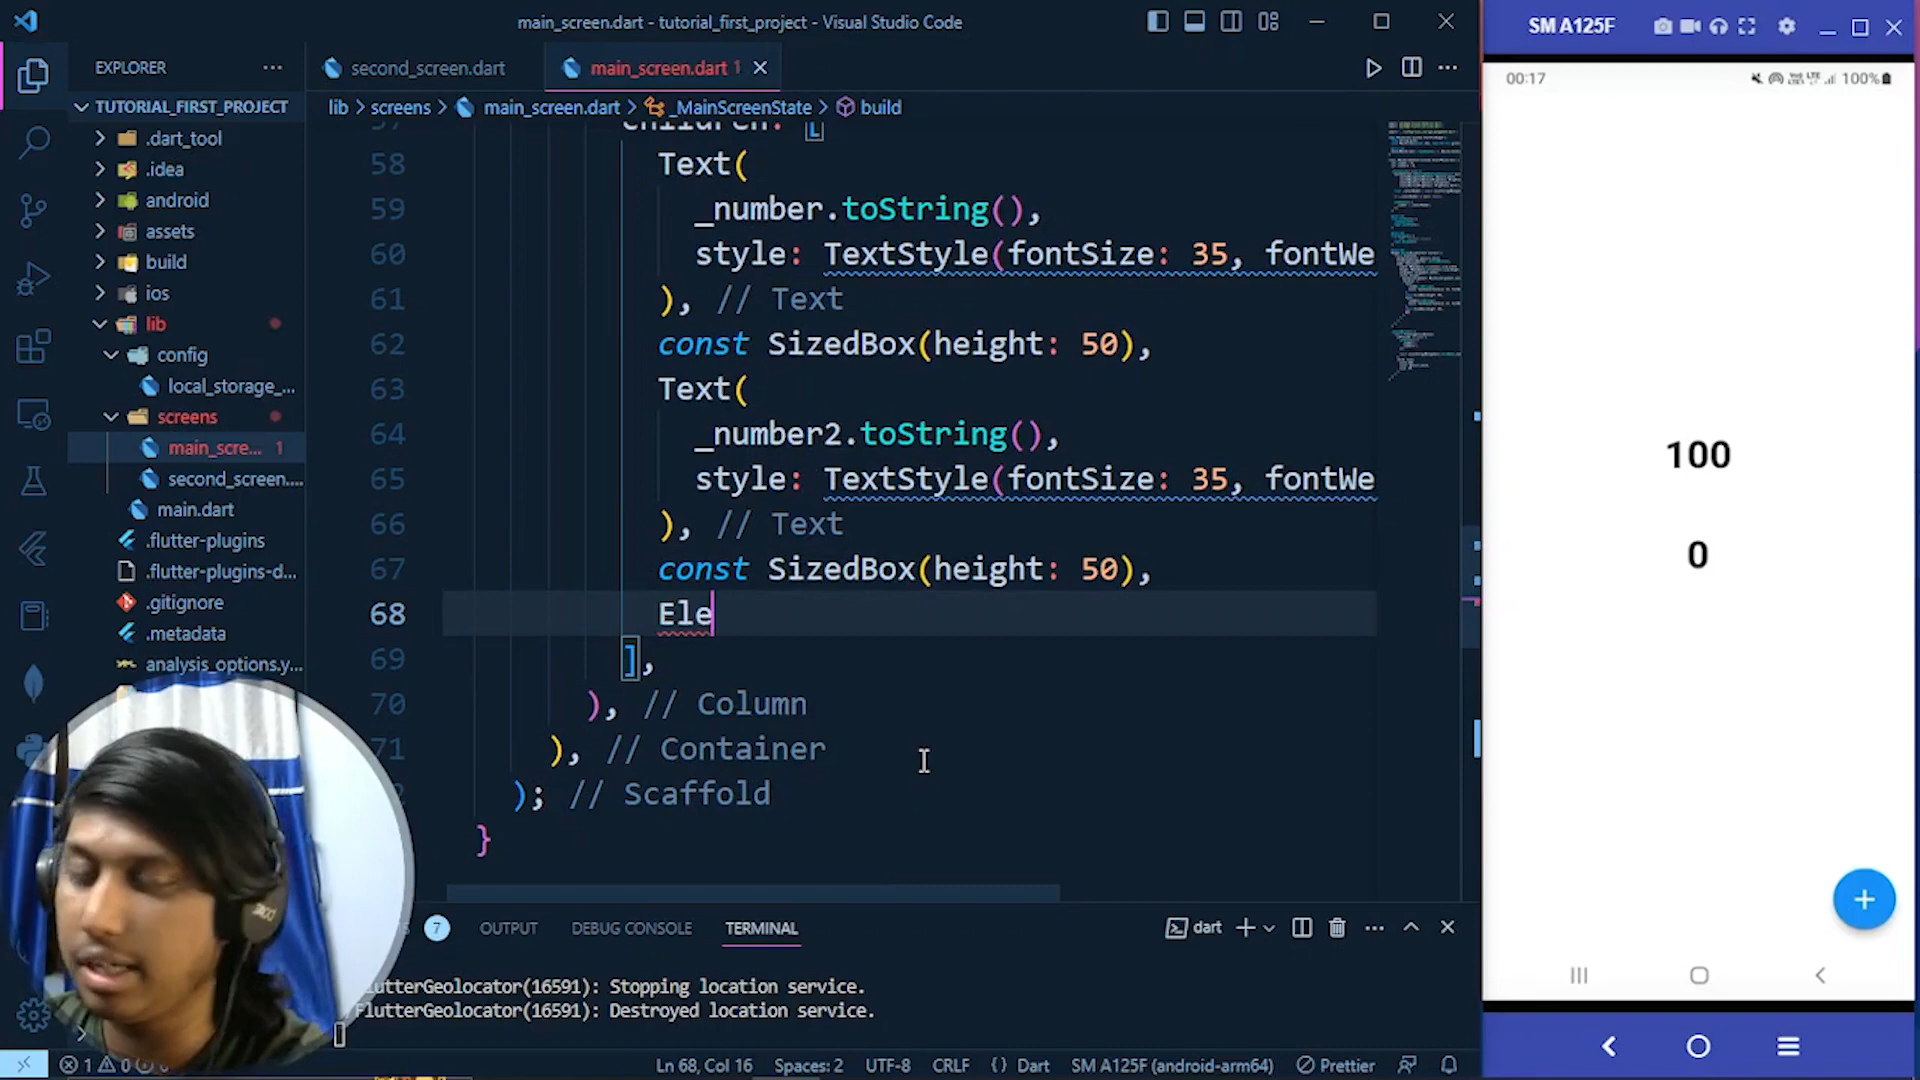 main_screen.dart - tutorial_first_project - Visual Studio Code
SM A125F
EXPLORER
second_screen.dart
main_screen.dart 1
00:17
100%
TUTORIAL_FIRST_PROJECT
lib > screens > main_screen.dart > _MainScreenState > build
.dart_tool
.idea
android
assets
build
ios
lib
config
local_storage_...
screens
main_scre... 1
second_screen....
main.dart
.flutter-plugins
.flutter-plugins-d...
.gitignore
.metadata
analysis_options.y...
children: [
58 Text(
59 _number.toString(),
60 style: TextStyle(fontSize: 35, fontWe
61 ), // Text
62 const SizedBox(height: 50),
63 Text(
64 _number2.toString(),
65 style: TextStyle(fontSize: 35, fontWe
66 ), // Text
67 const SizedBox(height: 50),
68 Ele
69 ],
70 ), // Column
71 ), // Container
); // Scaffold
}
100
0
7 OUTPUT DEBUG CONSOLE TERMINAL
dart
FlutterGeolocator(16591): Stopping location service.
FlutterGeolocator(16591): Destroyed location service.
1 0
Ln 68, Col 16 Spaces: 2 UTF-8 CRLF {} Dart SM A125F (android-arm64) Prettier